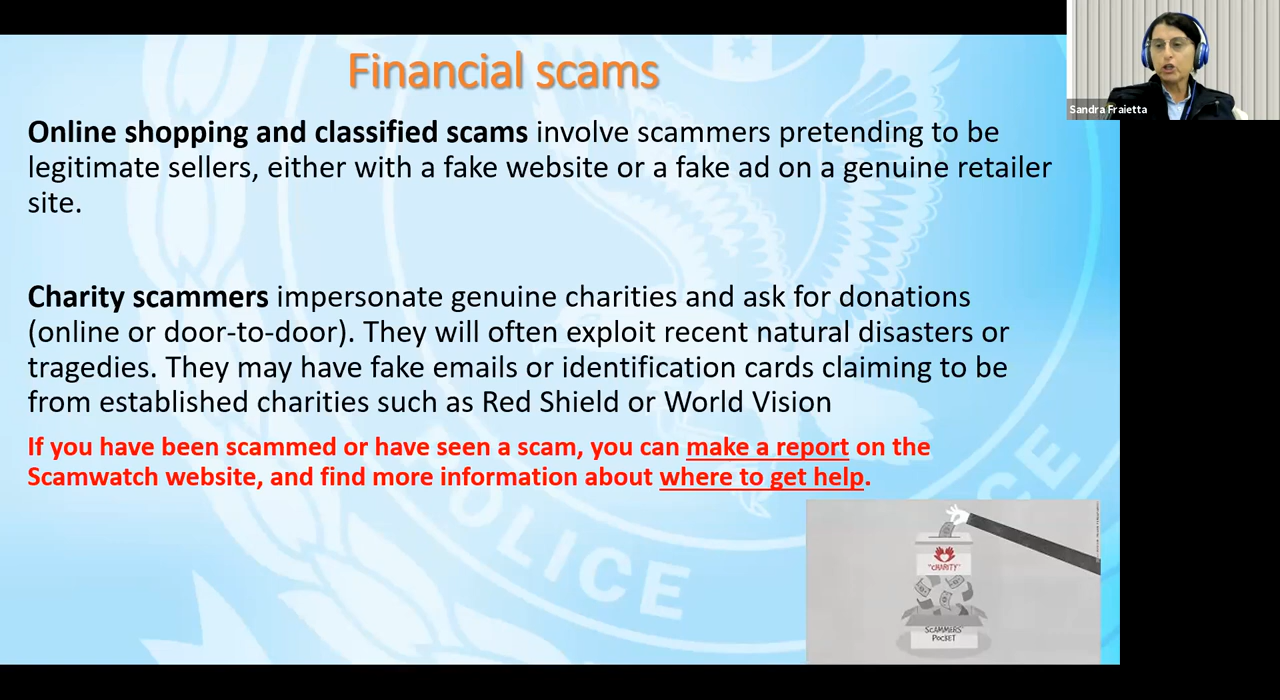 Financial scams
Sandra Fraietta
Online shopping and classified scams involve scammers pretending to be
legitimate sellers, either with a fake website or a fake ad on a genuine retailer
site.
Charity scammers impersonate genuine charities and ask for donations
(online or door-to-door). They will often exploit recent natural disasters or
tragedies. They may have fake emails or identification cards claiming to be
from established charities such as Red Shield or World Vision
If you have been scammed or have seen a scam, you can make a report on the
Scamwatch website, and find more information about where to get help.
POLICE
"CHARITY"
SCAMMERS
POCKET